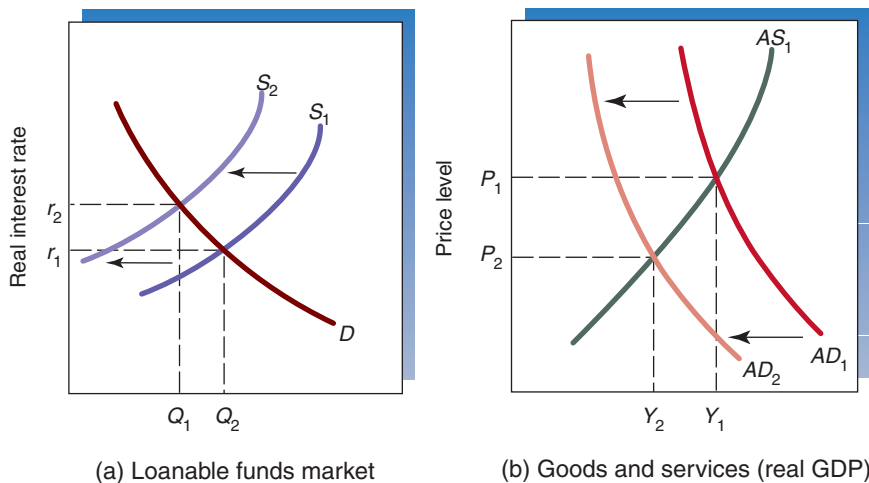 Real interest rate
S₂
S₁
r₂
r₁
D
Q₁ Q₂
(a) Loanable funds market
Price level
AS₁
P₁
P₂
AD₁
AD₂
Y₂ Y₁
(b) Goods and services (real GDP)